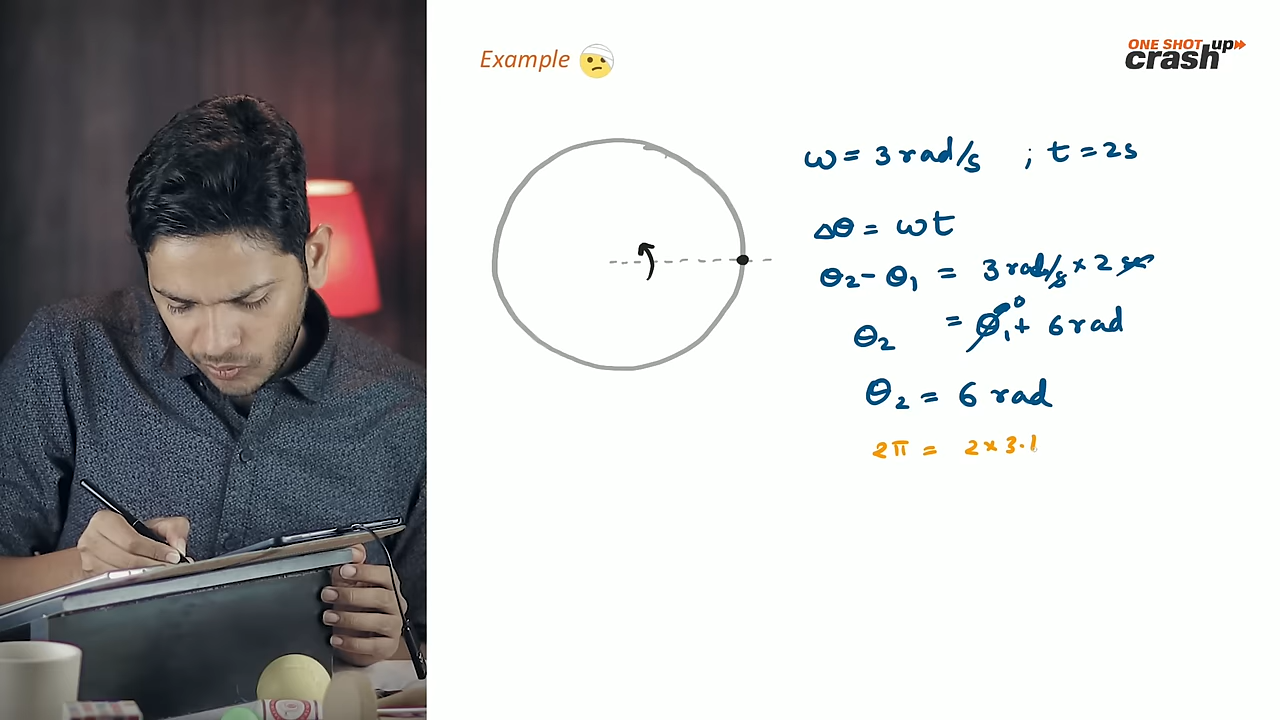 Example
ONE SHOT
crash up
ω = 3 rad/s ; t = 2s
Δθ = ωt
θ₂ - θ₁ = 3 rad/s × 2 s
θ₂ = θ₁ 0 + 6 rad
θ₂ = 6 rad
2π = 2 × 3.1